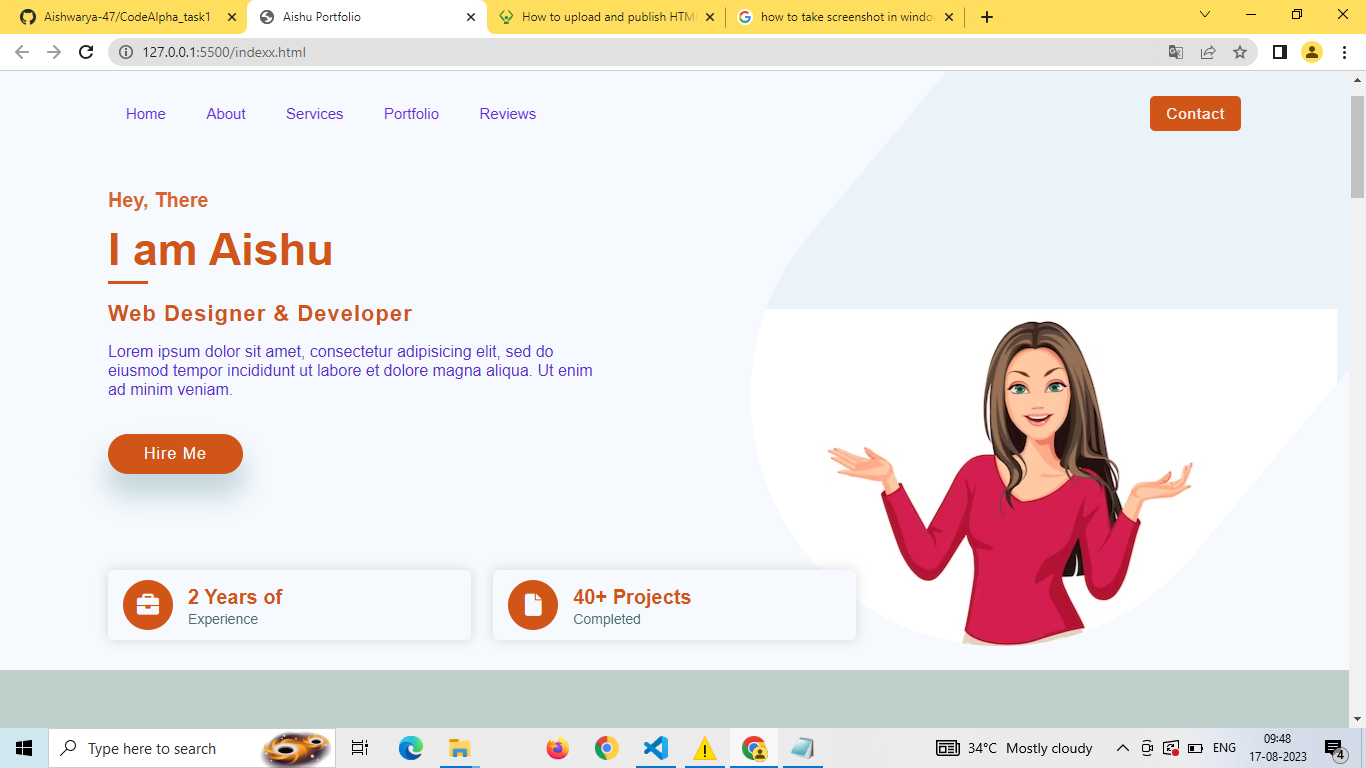 Aishwarya-47/CodeAlpha_task1
Aishu Portfolio
How to upload and publish HTM
how to take screenshot in windo
127.0.0.1:5500/indexx.html
Home About Services Portfolio Reviews Contact
Hey, There
I am Aishu
Web Designer & Developer
Lorem ipsum dolor sit amet, consectetur adipisicing elit, sed do
eiusmod tempor incididunt ut labore et dolore magna aliqua. Ut enim
ad minim veniam.
Hire Me
2 Years of
Experience
40+ Projects
Completed
Type here to search
34°C Mostly cloudy
ENG
09:48
17-08-2023
4